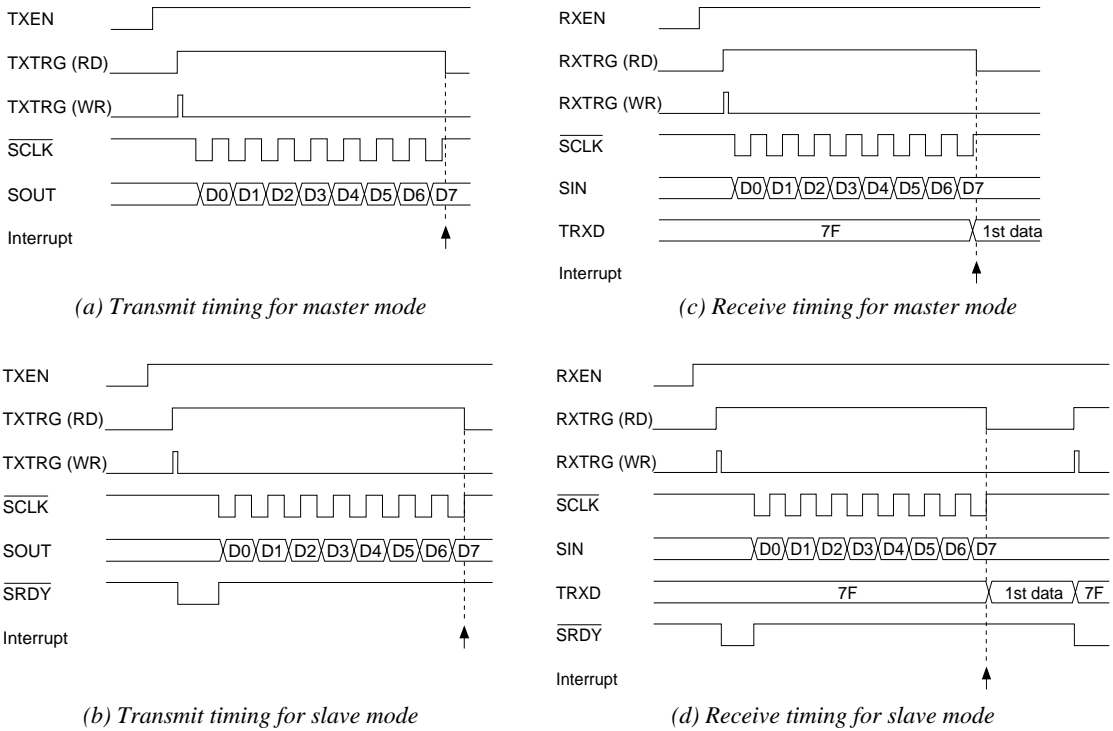 TXEN
TXTRG (RD)
TXTRG (WR)
SCLK
SOUT D0 D1 D2 D3 D4 D5 D6 D7
Interrupt
(a) Transmit timing for master mode
RXEN
RXTRG (RD)
RXTRG (WR)
SCLK
SIN D0 D1 D2 D3 D4 D5 D6 D7
TRXD 7F 1st data
Interrupt
(c) Receive timing for master mode
TXEN
TXTRG (RD)
TXTRG (WR)
SCLK
SOUT D0 D1 D2 D3 D4 D5 D6 D7
SRDY
Interrupt
(b) Transmit timing for slave mode
RXEN
RXTRG (RD)
RXTRG (WR)
SCLK
SIN D0 D1 D2 D3 D4 D5 D6 D7
TRXD 7F 1st data 7F
SRDY
Interrupt
(d) Receive timing for slave mode